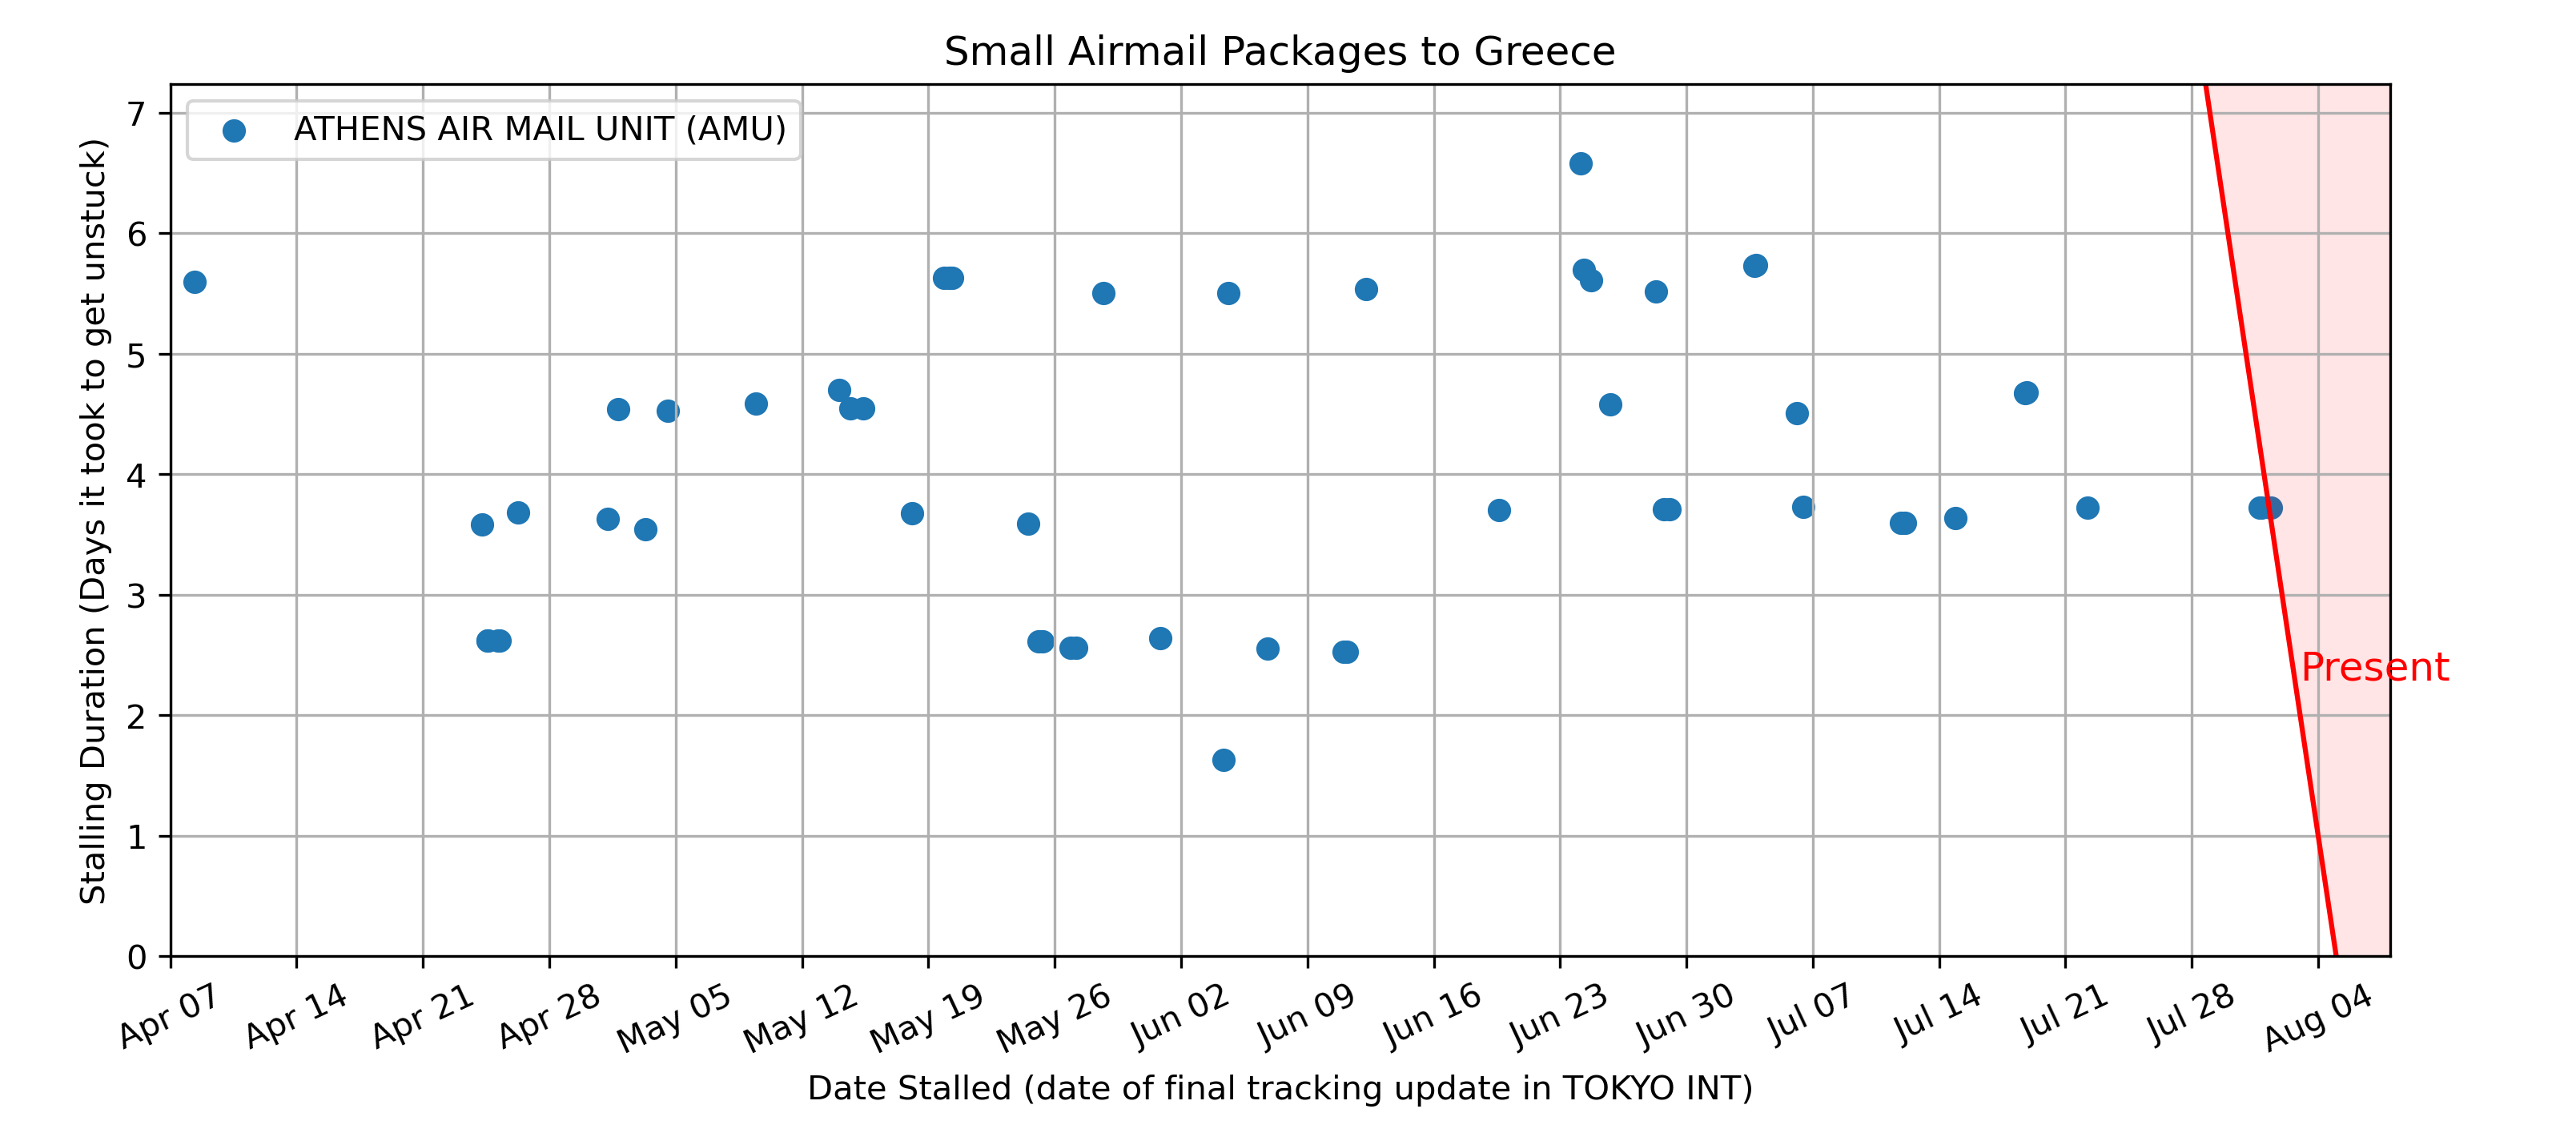 Small Airmail Packages to Greece
ATHENS AIR MAIL UNIT (AMU)
Stalling Duration (Days it took to get unstuck)
7
6
5
4
3
2
1
0
Present
Apr 07
Apr 14
Apr 21
Apr 28
May 05
May 12
May 19
May 26
Jun 02
Jun 09
Jun 16
Jun 23
Jun 30
Jul 07
Jul 14
Jul 21
Jul 28
Aug 04
Date Stalled (date of final tracking update in TOKYO INT)